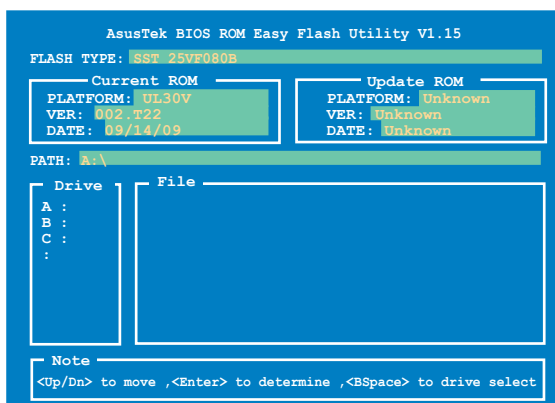 AsusTek BIOS ROM Easy Flash Utility V1.15
FLASH TYPE: SST 25VF080B
Current ROM
PLATFORM: UL30V
VER: 002.T22
DATE: 09/14/09
Update ROM
PLATFORM: Unknown
VER: Unknown
DATE: Unknown
PATH: A:\
Drive
A :
B :
C :
:
File
Note
<Up/Dn> to move ,<Enter> to determine ,<BSpace> to drive select